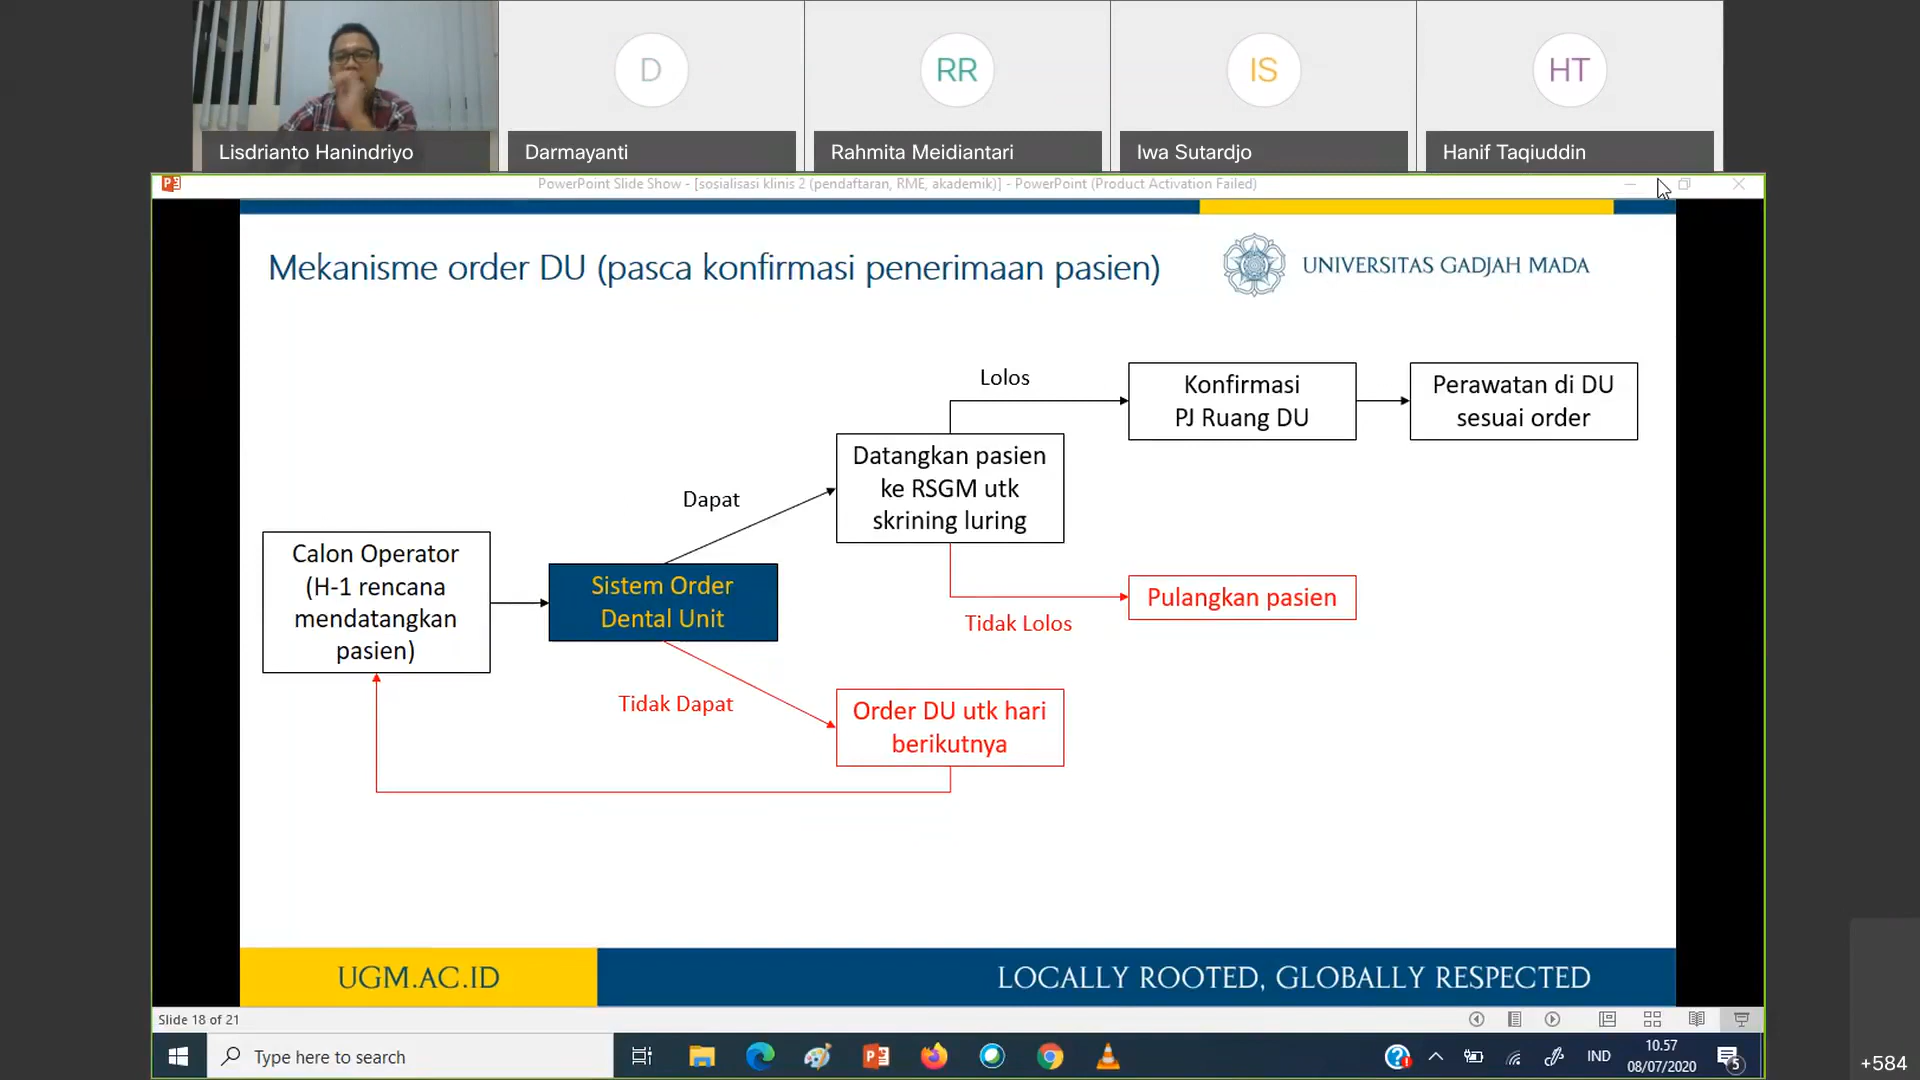 D
RR
IS
HT
Lisdrianto Hanindriyo
Darmayanti
Rahmita Meidiantari
Iwa Sutardjo
Hanif Taqiuddin
PowerPoint Slide Show - [sosialisasi klinis 2 (pendaftaran, RME, akademik)] - PowerPoint (Product Activation Failed)
Mekanisme order DU (pasca konfirmasi penerimaan pasien)
UNIVERSITAS GADJAH MADA
Lolos
Konfirmasi
PJ Ruang DU
Perawatan di DU
sesuai order
Datangkan pasien
ke RSGM utk
skrining luring
Dapat
Calon Operator
(H-1 rencana
mendatangkan
pasien)
Sistem Order
Dental Unit
Pulangkan pasien
Tidak Lolos
Tidak Dapat
Order DU utk hari
berikutnya
UGM.AC.ID
LOCALLY ROOTED, GLOBALLY RESPECTED
Slide 18 of 21
Type here to search
IND
10.57
08/07/2020
5
+584